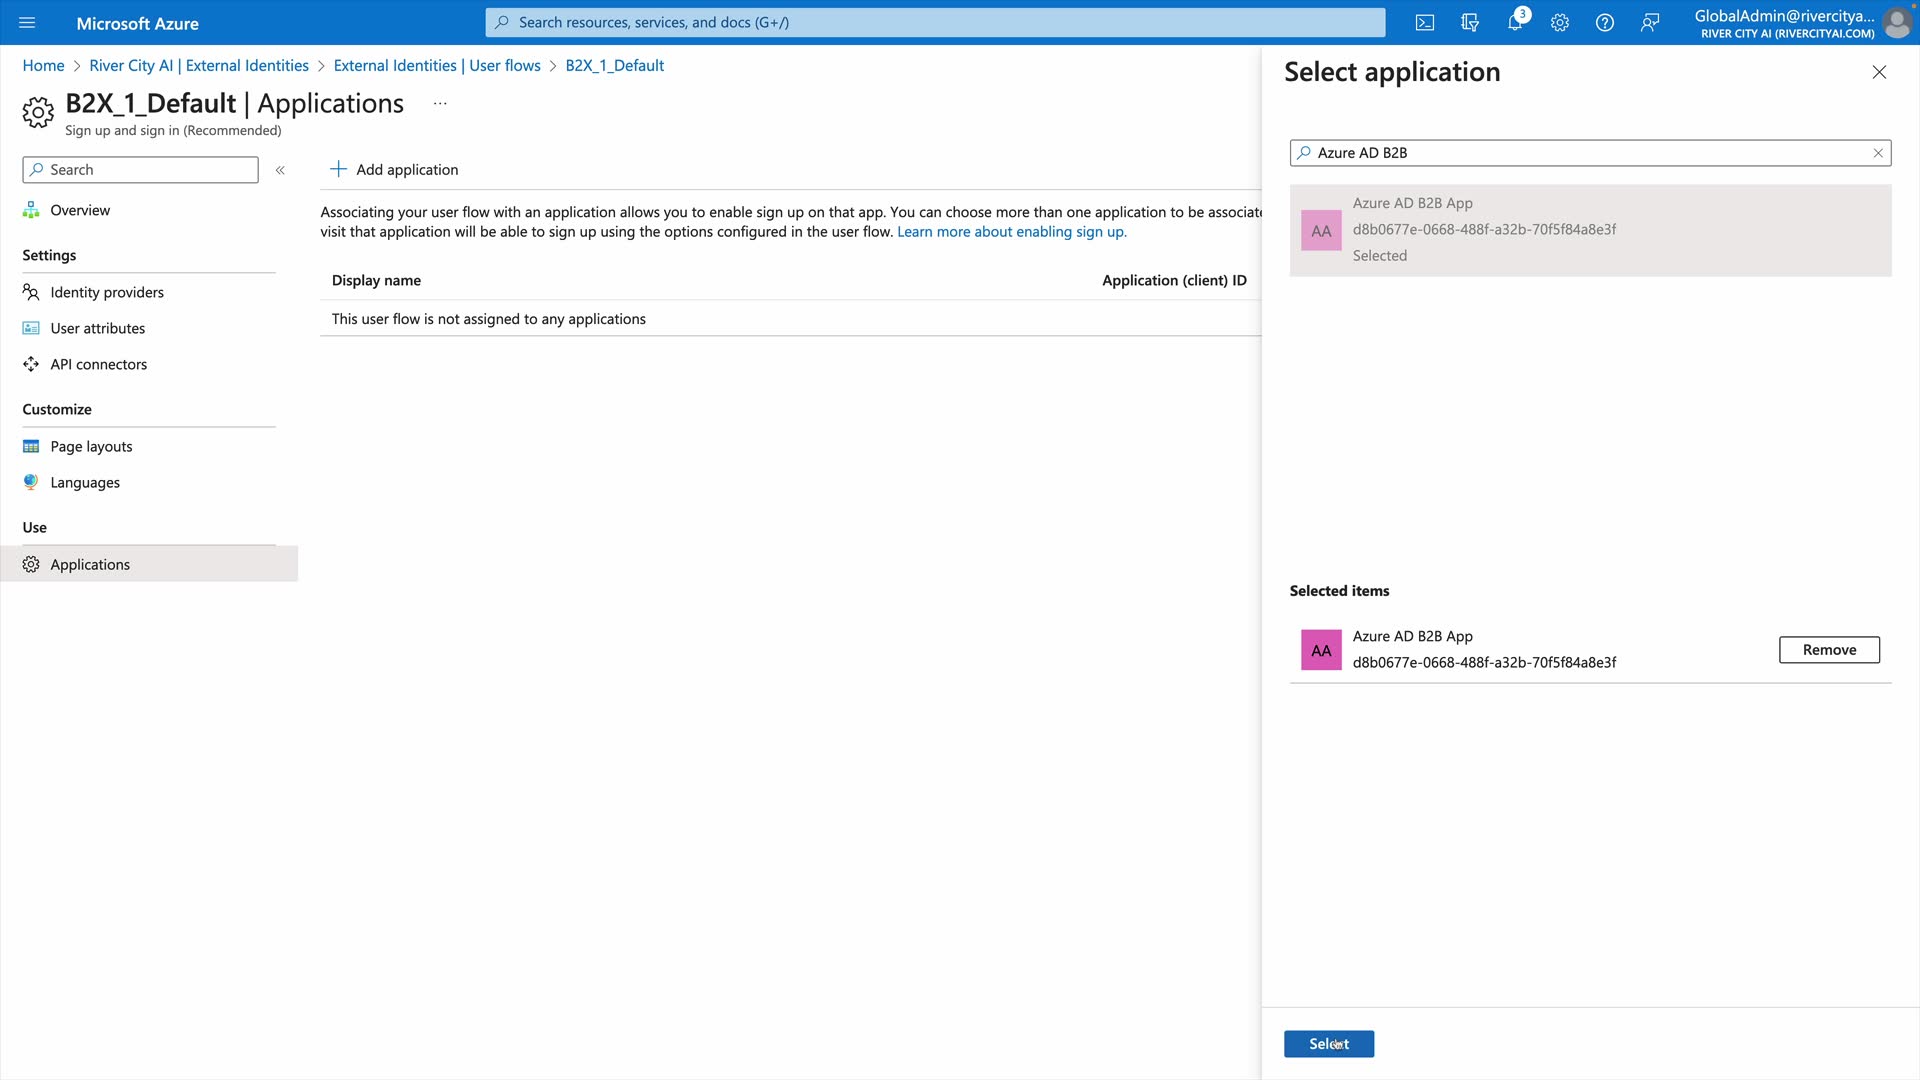 Microsoft Azure
Search resources, services, and docs (G+/)
3
GlobalAdmin@rivercitya...
RIVER CITY AI (RIVERCITYAI.COM)
Home > River City AI | External Identities > External Identities | User flows > B2X_1_Default
B2X_1_Default | Applications ...
Sign up and sign in (Recommended)
Search
Overview
Settings
Identity providers
User attributes
API connectors
Customize
Page layouts
Languages
Use
Applications
Add application
Associating your user flow with an application allows you to enable sign up on that app. You can choose more than one application to be associate
visit that application will be able to sign up using the options configured in the user flow. Learn more about enabling sign up.
Display name
Application (client) ID
This user flow is not assigned to any applications
Select application
Azure AD B2B
AA
Azure AD B2B App
d8b0677e-0668-488f-a32b-70f5f84a8e3f
Selected
Selected items
AA
Azure AD B2B App
d8b0677e-0668-488f-a32b-70f5f84a8e3f
Remove
Select